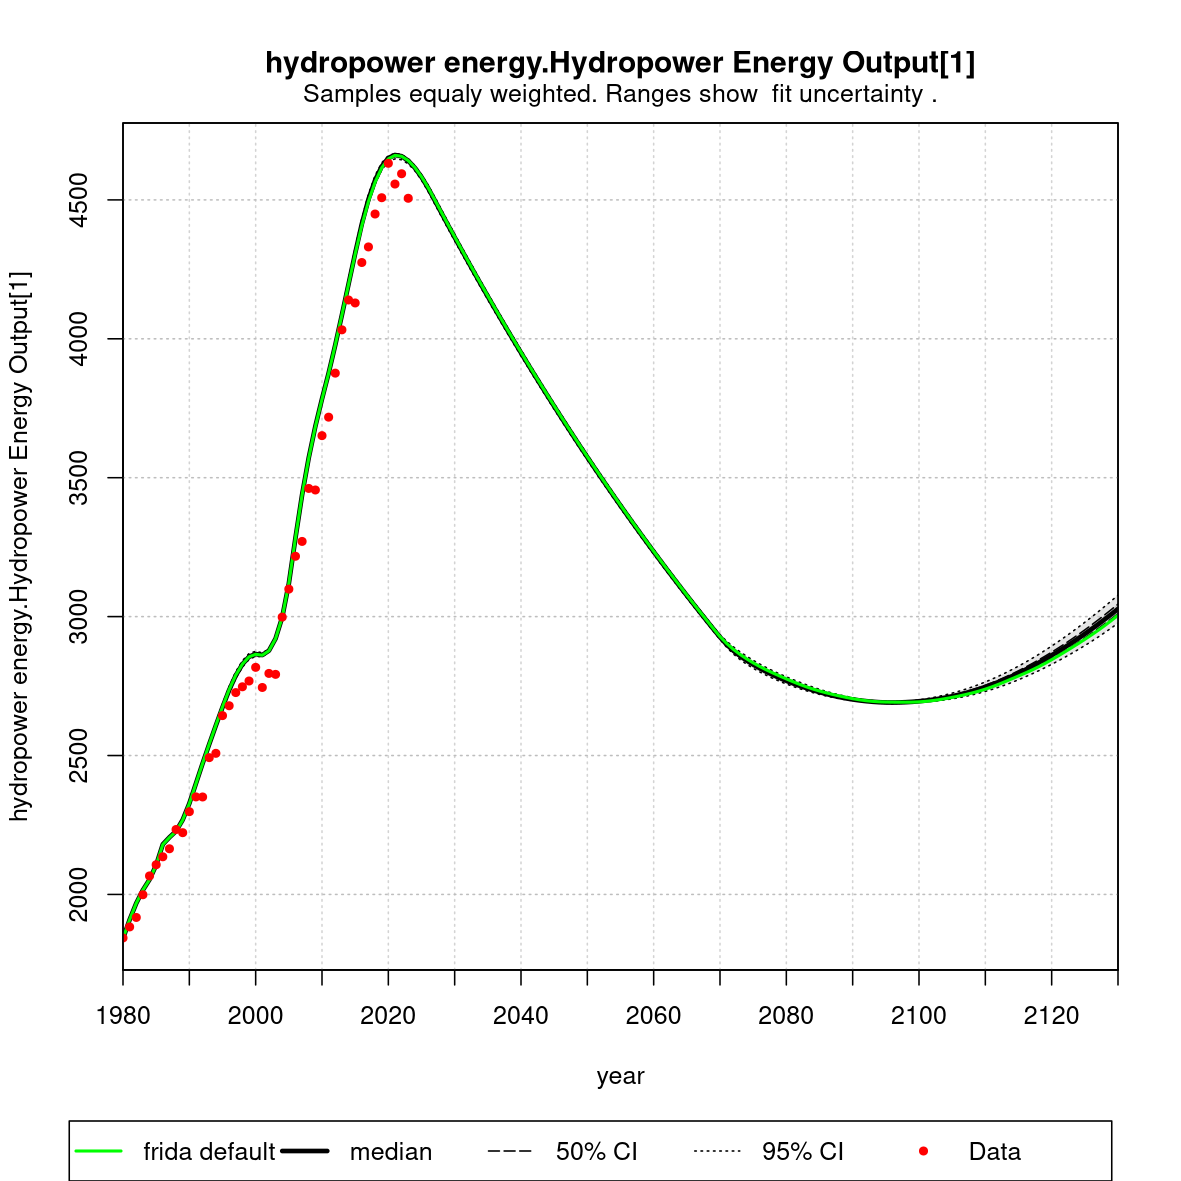 hydropower energy.Hydropower Energy Output[1]
Samples equaly weighted. Ranges show  fit uncertainty .
hydropower energy.Hydropower Energy Output[1]
4500
4000
3500
3000
2500
2000
1980 2000 2020 2040 2060 2080 2100 2120
year
frida default median 50% CI 95% CI Data